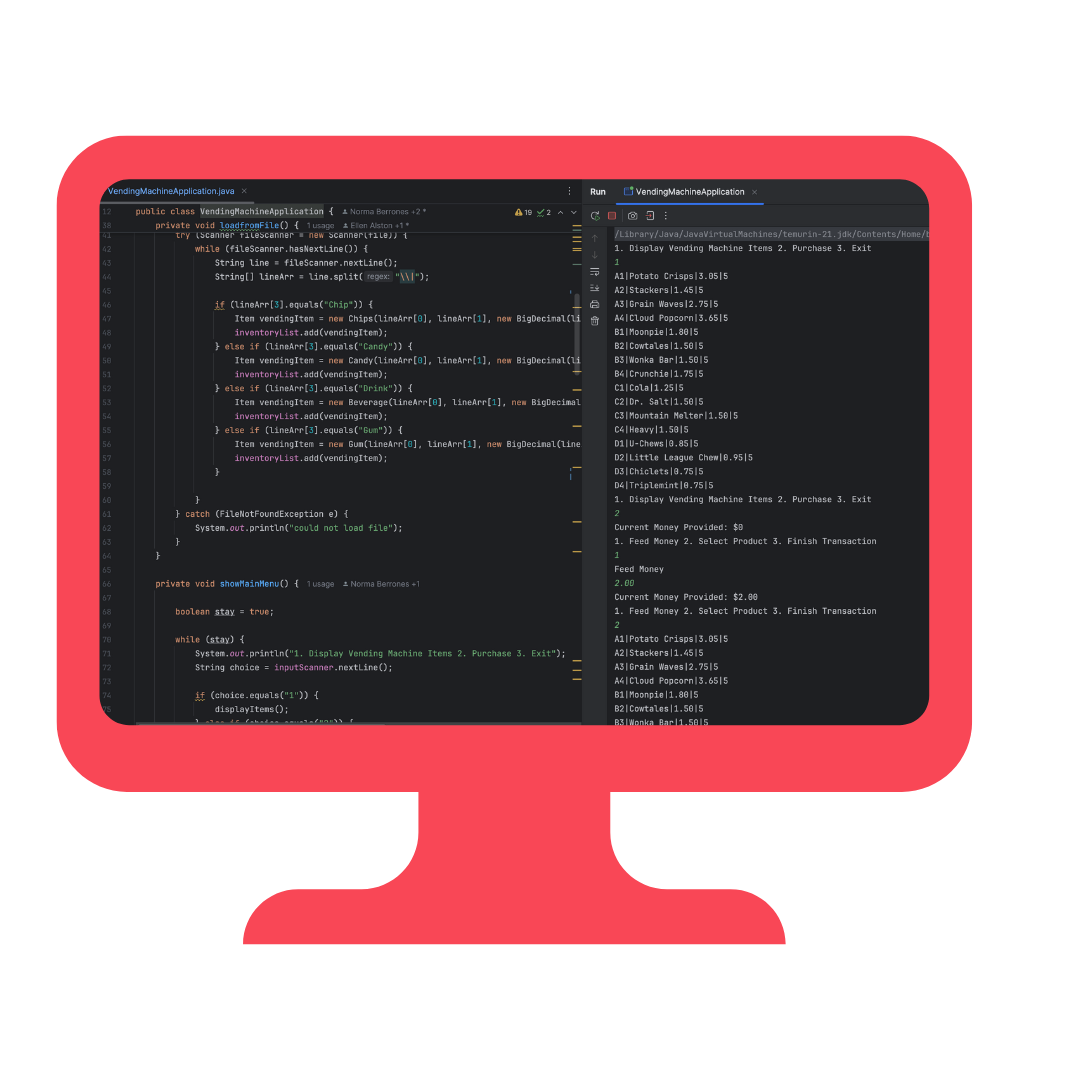 VendingMachineApplication.java
13 public class VendingMachineApplication { Norma Berrones +2 * 19 2
38 private void loadfromFile() { 1 usage Ellen Alston +1 *
41 try (Scanner fileScanner = new Scanner(file)) {
42 while (fileScanner.hasNextLine()) {
43 String line = fileScanner.nextLine();
44 String[] lineArr = line.split( regex: "\\|");
45
46 if (lineArr[3].equals("Chip")) {
47 Item vendingItem = new Chips(lineArr[0], lineArr[1], new BigDecimal(li
48 inventoryList.add(vendingItem);
49
50 } else if (lineArr[3].equals("Candy")) {
Item vendingItem = new Candy(lineArr[0], lineArr[1], new BigDecimal(li
51 inventoryList.add(vendingItem);
52 } else if (lineArr[3].equals("Drink")) {
53 Item vendingItem = new Beverage(lineArr[0], lineArr[1], new BigDecimal
54 inventoryList.add(vendingItem);
55 } else if (lineArr[3].equals("Gum")) {
56 Item vendingItem = new Gum(lineArr[0], lineArr[1], new BigDecimal(line
57 inventoryList.add(vendingItem);
58 }
59
60 }
61 } catch (FileNotFoundException e) {
62 System.out.println("could not load file");
63 }
64 }
65
66 private void showMainMenu() { 1 usage Norma Berrones +1
67
68 boolean stay = true;
69
70 while (stay) {
71 System.out.println("1. Display Vending Machine Items 2. Purchase 3. Exit");
72 String choice = inputScanner.nextLine();
73
74 if (choice.equals("1")) {
75 displayItems();
} else if (choice.equals("2")) {
Run VendingMachineApplication
/Library/Java/JavaVirtualMachines/temurin-21.jdk/Contents/Home/b
1. Display Vending Machine Items 2. Purchase 3. Exit
1
A1|Potato Crisps|3.05|5
A2|Stackers|1.45|5
A3|Grain Waves|2.75|5
A4|Cloud Popcorn|3.65|5
B1|Moonpie|1.80|5
B2|Cowtales|1.50|5
B3|Wonka Bar|1.50|5
B4|Crunchie|1.75|5
C1|Cola|1.25|5
C2|Dr. Salt|1.50|5
C3|Mountain Melter|1.50|5
C4|Heavy|1.50|5
D1|U-Chews|0.85|5
D2|Little League Chew|0.95|5
D3|Chiclets|0.75|5
D4|Triplemint|0.75|5
1. Display Vending Machine Items 2. Purchase 3. Exit
2
Current Money Provided: $0
1. Feed Money 2. Select Product 3. Finish Transaction
1
Feed Money
2.00
Current Money Provided: $2.00
1. Feed Money 2. Select Product 3. Finish Transaction
2
A1|Potato Crisps|3.05|5
A2|Stackers|1.45|5
A3|Grain Waves|2.75|5
A4|Cloud Popcorn|3.65|5
B1|Moonpie|1.80|5
B2|Cowtales|1.50|5
B3|Wonka Bar|1.50|5